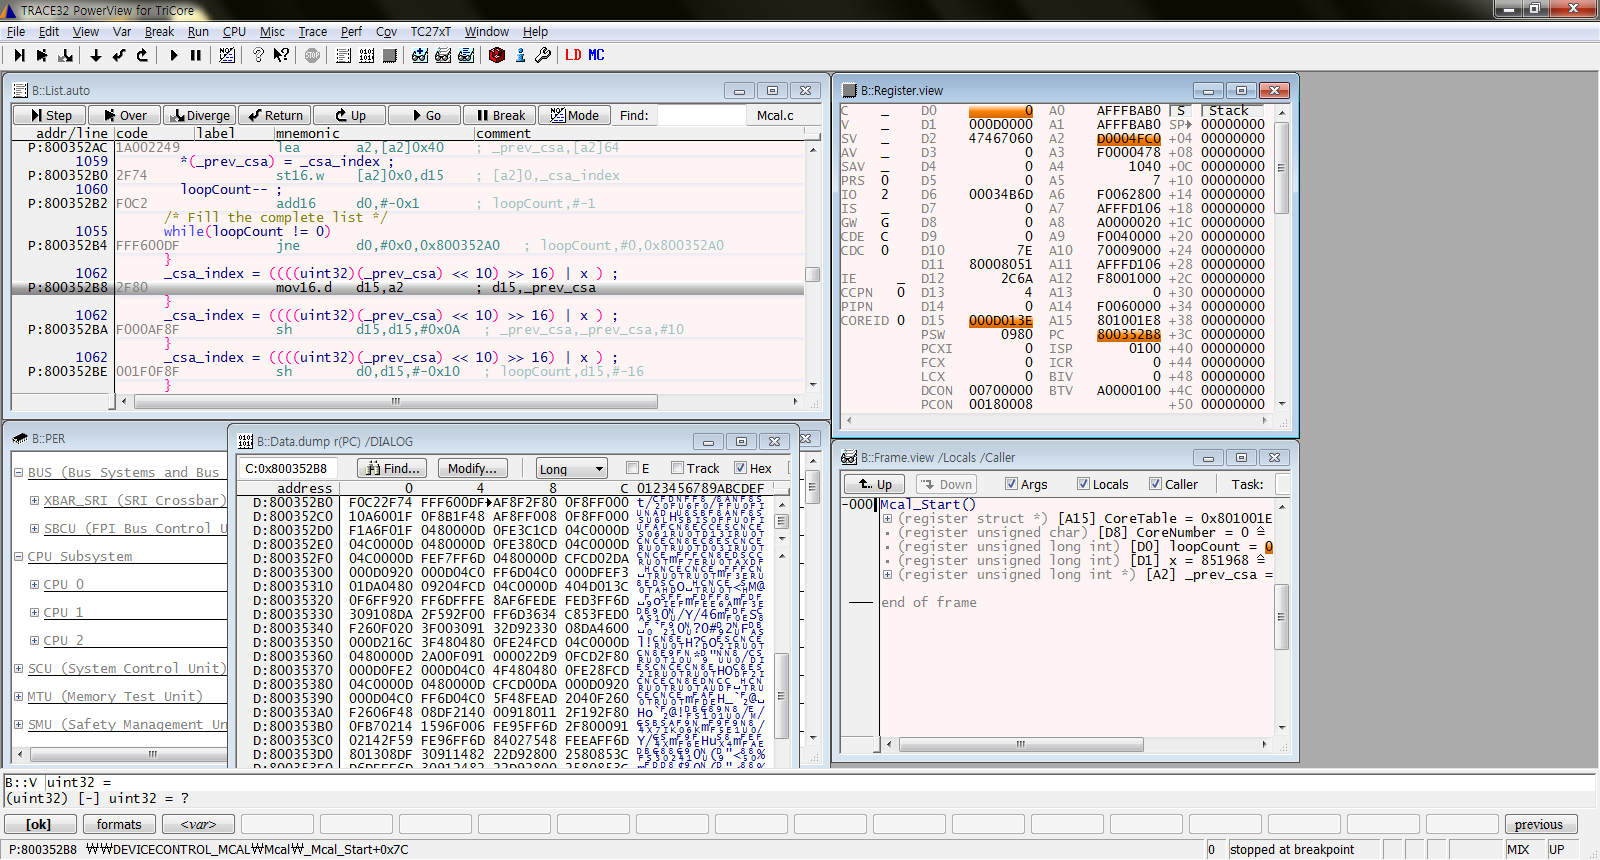 TRACE32 PowerView for TriCore
File Edit View Var Break Run CPU Misc Trace Perf Cov TC27xT Window Help
LD MC
B::List.auto
Step Over Diverge Return Up Go Break Mode Find: Mcal.c
addr/line code label mnemonic comment
P:800352AC 1A002249 lea a2,[a2]0x40 ; _prev_csa,[a2]64
1059 *(_prev_csa) = _csa_index ;
P:800352B0 2F74 st16.w [a2]0x0,d15 ; [a2]0,_csa_index
1060 loopCount-- ;
P:800352B2 F0C2 add16 d0,#-0x1 ; loopCount,#-1
/* Fill the complete list */
1055 while(loopCount != 0)
P:800352B4 FFF600DF jne d0,#0x0,0x800352A0 ; loopCount,#0,0x800352A0
}
1062 _csa_index = ((((uint32)(_prev_csa) << 10) >> 16) | x ) ;
P:800352B8 2F80 mov16.d d15,a2 ; d15,_prev_csa
}
1062 _csa_index = ((((uint32)(_prev_csa) << 10) >> 16) | x ) ;
P:800352BA F000AF8F sh d15,d15,#0x0A ; _prev_csa,_prev_csa,#10
}
1062 _csa_index = ((((uint32)(_prev_csa) << 10) >> 16) | x ) ;
P:800352BE 001F0F8F sh d0,d15,#-0x10 ; loopCount,d15,#-16
}
B::Register.view
C _ D0 0 A0 AFFFBAB0 S Stack
V _ D1 000D0000 A1 AFFFBAB0 SP 00000000
SV _ D2 47467060 A2 D0004FC0 +04 00000000
AV _ D3 0 A3 F0000478 +08 00000000
SAV _ D4 0 A4 1040 +0C 00000000
PRS 0 D5 0 A5 7 +10 00000000
IO 2 D6 00034B6D A6 F0062800 +14 00000000
IS _ D7 0 A7 AFFFD106 +18 00000000
GW G D8 0 A8 A0000020 +1C 00000000
CDE C D9 0 A9 F0040000 +20 00000000
CDC 0 D10 7E A10 70009000 +24 00000000
D11 80008051 A11 AFFFD106 +28 00000000
IE _ D12 2C6A A12 F8001000 +2C 00000000
CCPN 0 D13 4 A13 0 +30 00000000
PIPN D14 0 A14 F0060000 +34 00000000
COREID 0 D15 000D013E A15 801001E8 +38 00000000
PSW 0980 PC 800352B8 +3C 00000000
PCXI 0 ISP 0100 +40 00000000
FCX 0 ICR 0 +44 00000000
LCX 0 BIV 0 +48 00000000
DCON 00700000 BTV A0000100 +4C 00000000
PCON 00180008 +50 00000000
B::PER
BUS (Bus Systems and Bus
XBAR_SRI (SRI Crossbar)
SBCU (FPI Bus Control U
CPU Subsystem
CPU 0
CPU 1
CPU 2
SCU (System Control Unit)
MTU (Memory Test Unit)
SMU (Safety Management Un
B::Data.dump r(PC) /DIALOG
C:0x800352B8 Find... Modify... Long E Track Hex
address 0 4 8 C 0123456789ABCDEF
D:800352B0 F0C22F74 FFF600DF AF8F2F80 0F8FF000
D:800352C0 10A6001F 0F8B1F48 AF8FF008 0F8FF000
D:800352D0 F1A6F01F 0480000D 0FE3C1CD 04C0000D
D:800352E0 04C0000D 0480000D 0FE380CD 04C0000D
D:800352F0 04C0000D FEF7FF6D 0480000D CFCD02DA
D:80035300 000D0920 000D04C0 FF6D04C0 000DFEF3
D:80035310 01DA0480 09204FCD 04C0000D 404D013C
D:80035320 0F6FF920 FF6DFFFE 8AF6FEDE FED3FF6D
D:80035330 309108DA 2F592F00 FF6D3634 C853FED0
D:80035340 F260F020 3F003091 32D92330 08DA4600
D:80035350 000D216C 3F480480 0FE24FCD 04C0000D
D:80035360 0480000D 2A00F091 000022D9 0FCD2F80
D:80035370 000D0FE2 000D04C0 4F480480 0FE28FCD
D:80035380 04C0000D 0480000D CFCD00DA 000D0920
D:80035390 000D04C0 FF6D04C0 5F48FEAD 2040F260
D:800353A0 F2606F48 08DF2140 00918011 2F192F80
D:800353B0 0FB70214 1596F006 FE95FF6D 2F800091
D:800353C0 02142F59 FE96FF6D 84027548 FEEAFF6D
D:800353D0 801308DF 30911482 22D92800 2580853C
B::Frame.view /Locals /Caller
Up Down Args Locals Caller Task:
-000 Mcal_Start()
(register struct *) [A15] CoreTable = 0x801001E
(register unsigned char) [D8] CoreNumber = 0 ≙
(register unsigned long int) [D0] loopCount = 0
(register unsigned long int) [D1] x = 851968 ≙
(register unsigned long int *) [A2] _prev_csa =
end of frame
B::V uint32 =
(uint32) [-] uint32 = ?
[ok] formats <var> previous
P:800352B8 ₩₩DEVICECONTROL_MCAL₩Mcal₩_Mcal_Start+0x7C 0 stopped at breakpoint MIX UP